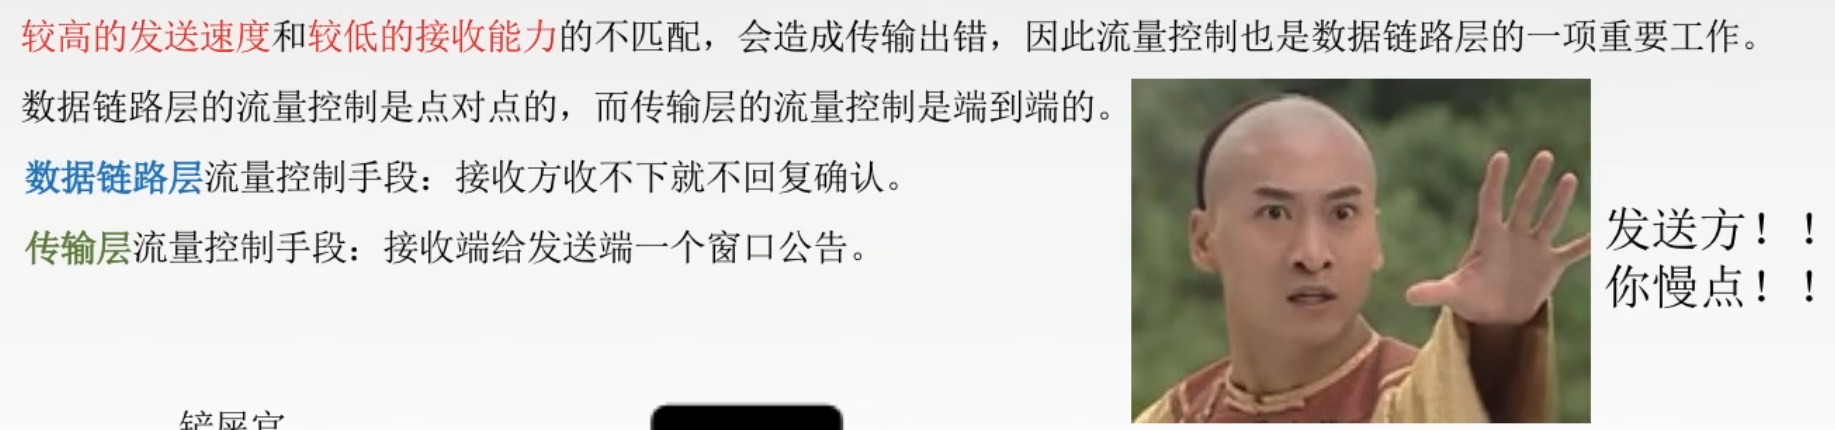 较高的发送速度和较低的接收能力的不匹配，会造成传输出错，因此流量控制也是数据链路层的一项重要工作。
数据链路层的流量控制是点对点的，而传输层的流量控制是端到端的。
数据链路层流量控制手段：接收方收不下就不回复确认。
传输层流量控制手段：接收端给发送端一个窗口公告。
发送方！！
你慢点！！
铲屎官